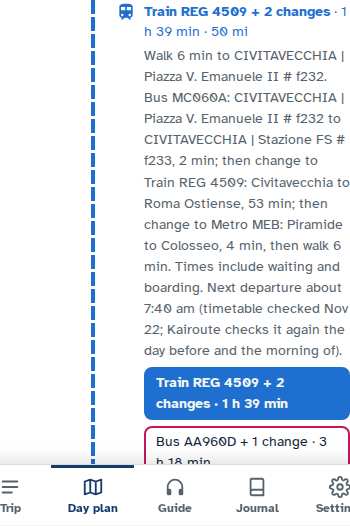 Train REG 4509 + 2 changes · 1
h 39 min · 50 mi
Walk 6 min to CIVITAVECCHIA |
Piazza V. Emanuele II # f232.
Bus MC060A: CIVITAVECCHIA |
Piazza V. Emanuele II # f232 to
CIVITAVECCHIA | Stazione FS #
f233, 2 min; then change to
Train REG 4509: Civitavecchia to
Roma Ostiense, 53 min; then
change to Metro MEB: Piramide
to Colosseo, 4 min, then walk 6
min. Times include waiting and
boarding. Next departure about
7:40 am (timetable checked Nov
22; Kairoute checks it again the
day before and the morning of).
Train REG 4509 + 2
changes · 1 h 39 min
Bus AA960D + 1 change · 3
h 18 min
Trip
Day plan
Guide
Journal
Settin